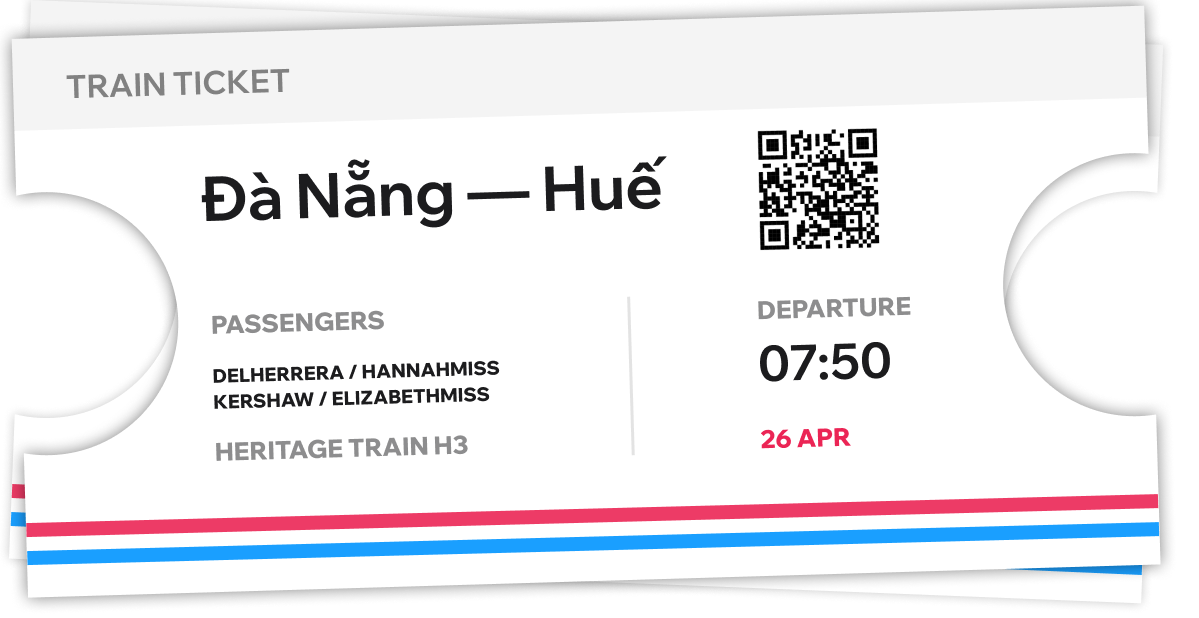 TRAIN TICKET
Đà Nẵng — Huế
PASSENGERS
DELHERRERA / HANNAHMISS
KERSHAW / ELIZABETHMISS
HERITAGE TRAIN H3
DEPARTURE
07:50
26 APR